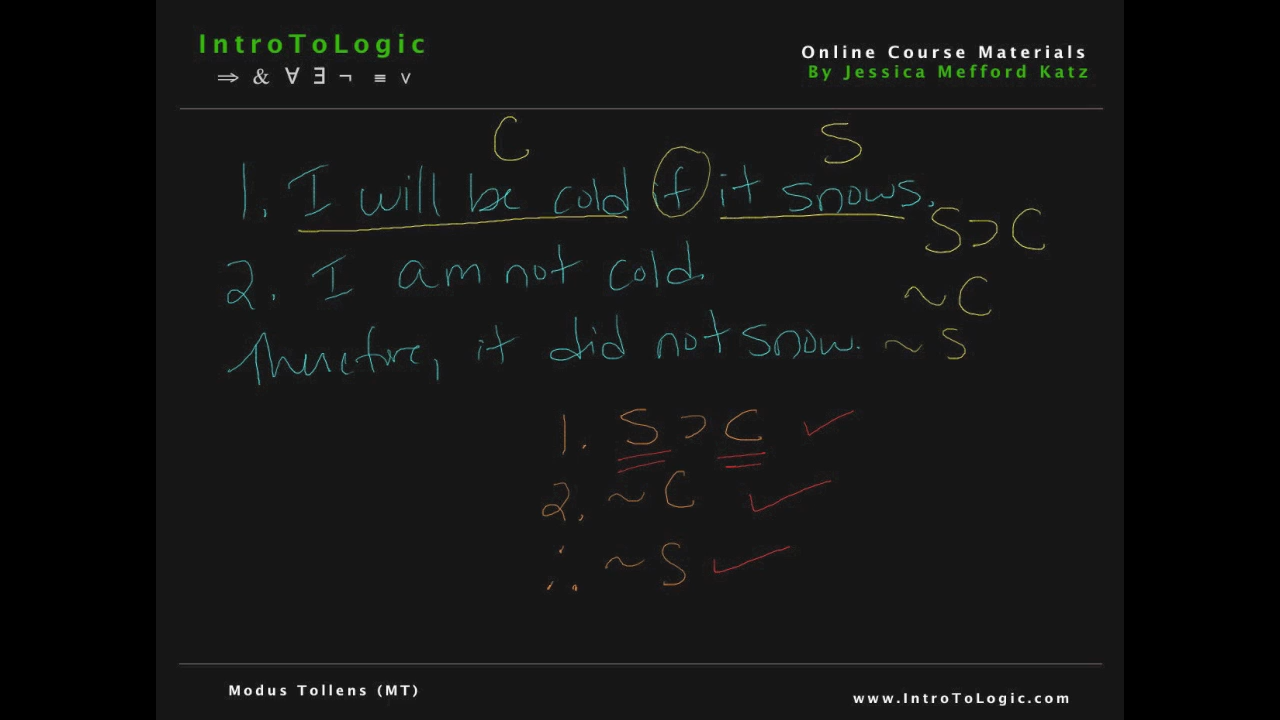 IntroToLogic
⇒ & ∀ ∃ ¬ ≡ ∨
Online Course Materials
By Jessica Mefford Katz
C S
1. I will be cold if it snows.
S⊃C
2. I am not cold.
~C
Therefore, it did not snow. ~S
1. S⊃C ✓
2. ~C ✓
∴ ~S ✓
Modus Tollens (MT)
www.IntroToLogic.com